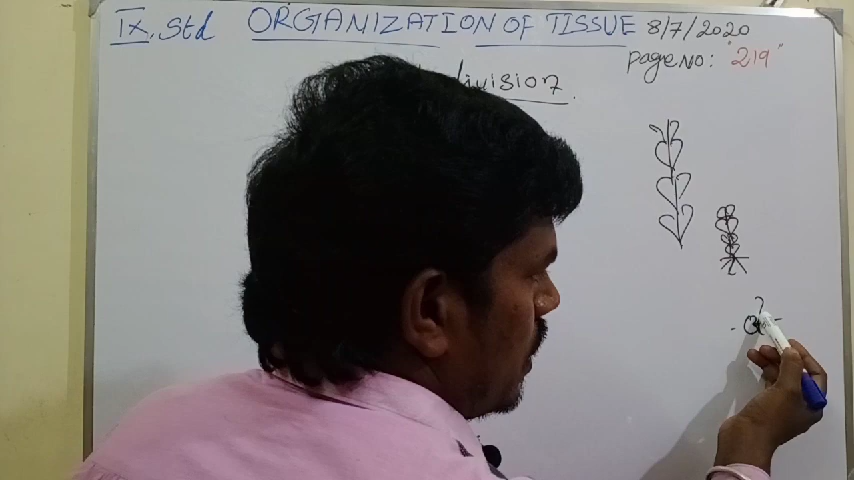 IX, Std ORGANIZATION OF TISSUE 8/7/2020
Page NO: "219"
division